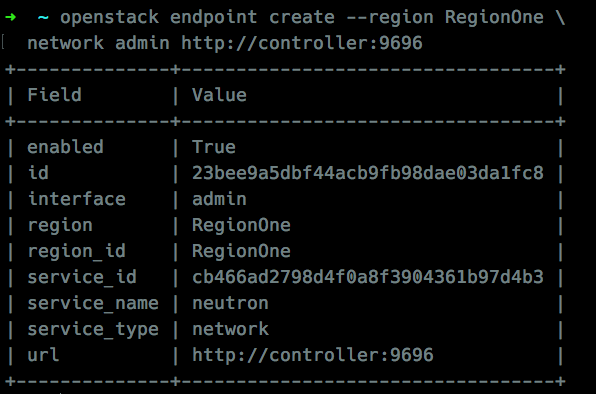 ➜  ~ openstack endpoint create --region RegionOne \
  network admin http://controller:9696
+--------------+----------------------------------+
| Field        | Value                            |
+--------------+----------------------------------+
| enabled      | True                             |
| id           | 23bee9a5dbf44acb9fb98dae03da1fc8 |
| interface    | admin                            |
| region       | RegionOne                        |
| region_id    | RegionOne                        |
| service_id   | cb466ad2798d4f0a8f3904361b97d4b3 |
| service_name | neutron                          |
| service_type | network                          |
| url          | http://controller:9696           |
+--------------+----------------------------------+